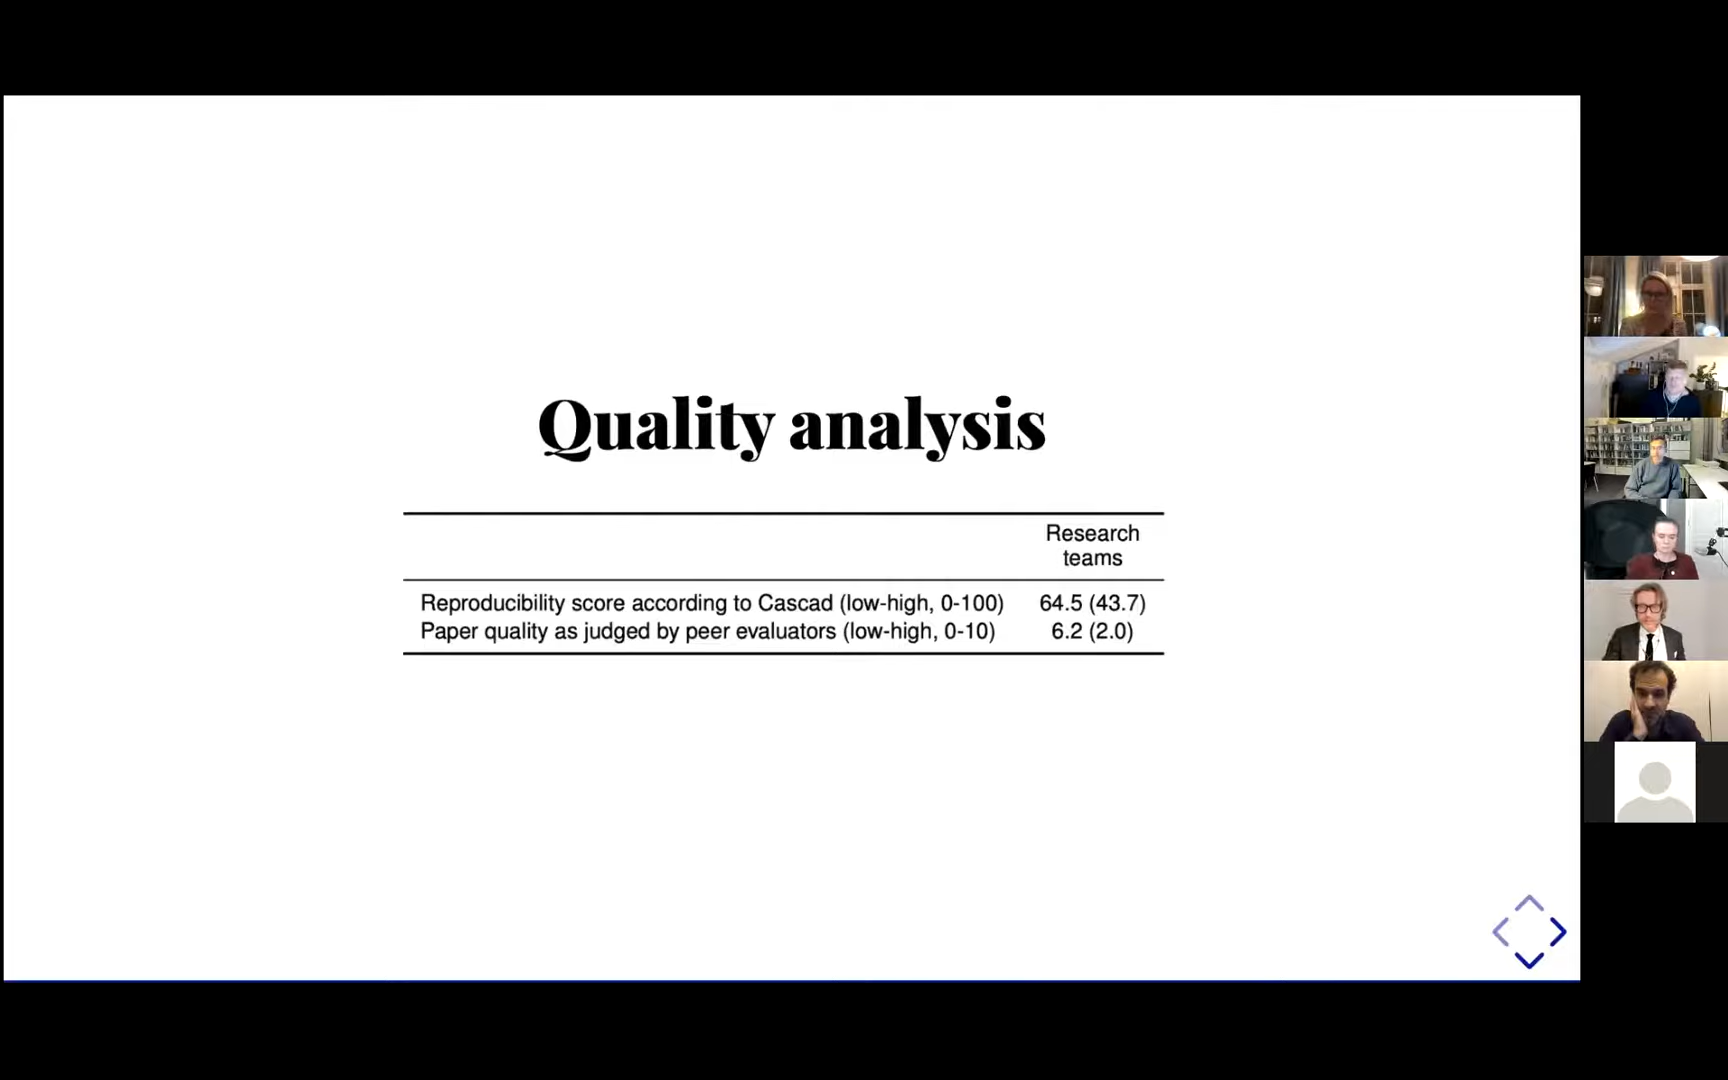 Quality analysis
Research
teams
Reproducibility score according to Cascad (low-high, 0-100) 64.5 (43.7)
Paper quality as judged by peer evaluators (low-high, 0-10) 6.2 (2.0)